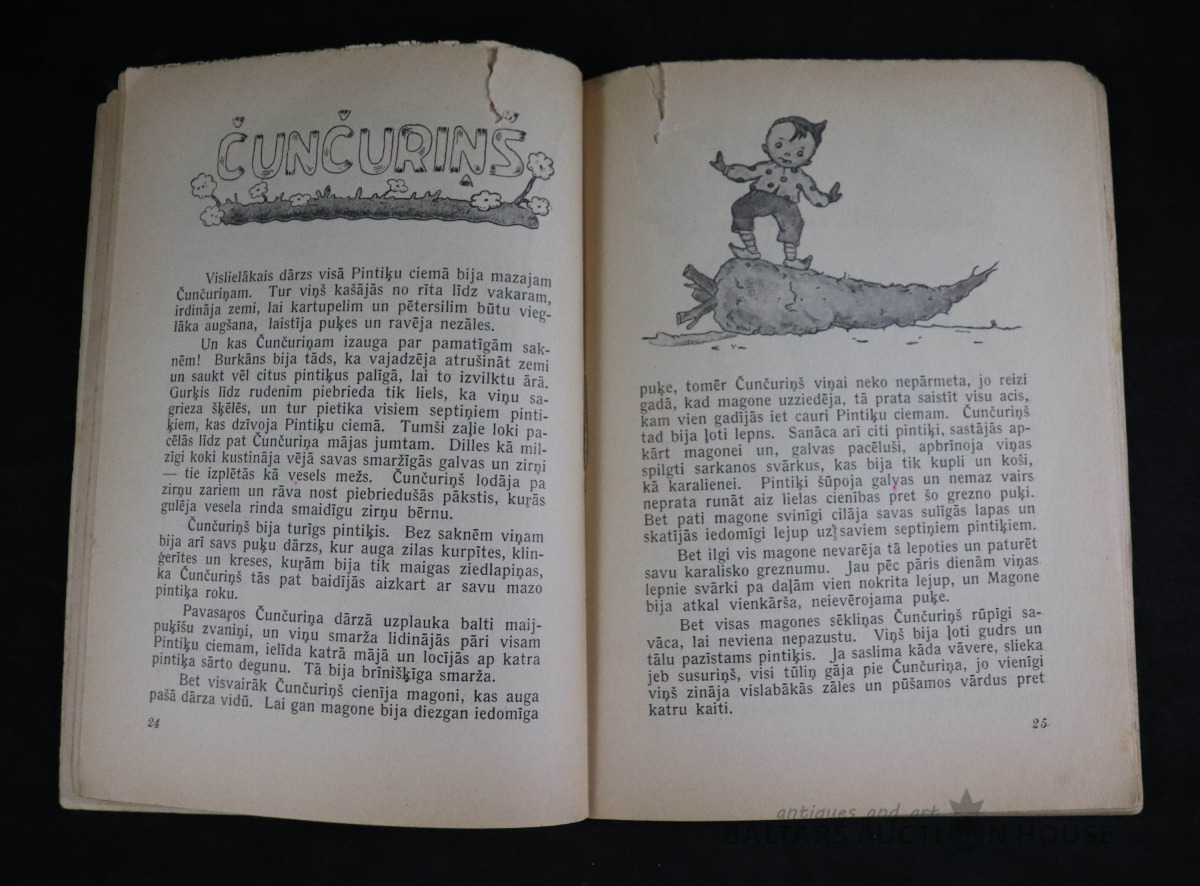 ČUNČURIŅŠ
Vislielākais dārzs visā Pintiķu ciemā bija mazajam
Čunčuriņam. Tur viņš kašājās no rīta līdz vakaram,
irdināja zemi, lai kartupelim un pētersilim būtu vieg-
lāka augšana, laistīja puķes un ravēja nezāles.
Un kas Čunčuriņam izauga par pamatīgām sak-
nēm! Burkāns bija tāds, ka vajadzēja atrušināt zemi
un saukt vēl citus pintiķus palīgā, lai to izvilktu ārā.
Gurķis līdz rudenim piebrieda tik liels, ka viņu sa-
grieza šķēlēs, un tur pietika visiem septiņiem pinti-
ķiem, kas dzīvoja Pintiķu ciemā. Tumši zaļie loki pa-
cēlās līdz pat Čunčuriņa mājas jumtam. Dilles kā mil-
zīgi koki kustināja vējā savas smaržīgās galvas un zirņi
— tie izplētās kā vesels mežs. Čunčuriņš lodāja pa
zirņu zariem un rāva nost piebriedušās pākstis, kuŗās
gulēja vesela rinda smaidīgu zirņu bērnu.
Čunčuriņš bija turīgs pintiķis. Bez saknēm viņam
bija arī savs puķu dārzs, kur auga zilas kurpītes, klin-
ģerītes un kreses, kuŗām bija tik maigas ziedlapiņas,
ka Čunčuriņš tās pat baidījās aizkart ar savu mazo
pintiķa roku.
Pavasaŗos Čunčuriņa dārzā uzplauka balti maij-
puķīšu zvaniņi, un viņu smarža lidinājās pāri visam
Pintiķu ciemam, ielīda katrā mājā un locījās ap katra
pintiķa sārto degunu. Tā bija brīnišķīga smarža.
Bet visvairāk Čunčuriņš cienīja magoni, kas auga
pašā dārza vidū. Lai gan magone bija diezgan iedomīga
24
puķe, tomēr Čunčuriņš viņai neko nepārmeta, jo reizi
gadā, kad magone uzziedēja, tā prata saistīt visu acis,
kam vien gadījās iet cauri Pintiķu ciemam. Čunčuriņš
tad bija ļoti lepns. Sanāca arī citi pintiķi, sastājās ap-
kārt magonei un, galvas pacēluši, apbrīnoja viņas
spilgti sarkanos svārkus, kas bija tik kupli un koši,
kā karalienei. Pintiķi šūpoja galvas un nemaz vairs
neprata runāt aiz lielas cienības pret šo grezno puķi.
Bet pati magone svinīgi cilāja savas sulīgās lapas un
skatījās iedomīgi lejup uz saviem septiņiem pintiķiem.
Bet ilgi vis magone nevarēja tā lepoties un paturēt
savu karalisko greznumu. Jau pēc pāris dienām viņas
lepnie svārki pa daļām vien nokrita lejup, un Magone
bija atkal vienkārša, neievērojama puķe.
Bet visas magones sēkliņas Čunčuriņš rūpīgi sa-
vāca, lai neviena nepazustu. Viņš bija ļoti gudrs un
tālu pazīstams pintiķis. Ja saslima kāda vāvere, slieka
jeb susuriņš, visi tūliņ gāja pie Čunčuriņa, jo vienīgi
viņš zināja vislabākās zāles un pūšamos vārdus pret
katru kaiti.
25
antiques and art
BALTARS AUCTION HOUSE